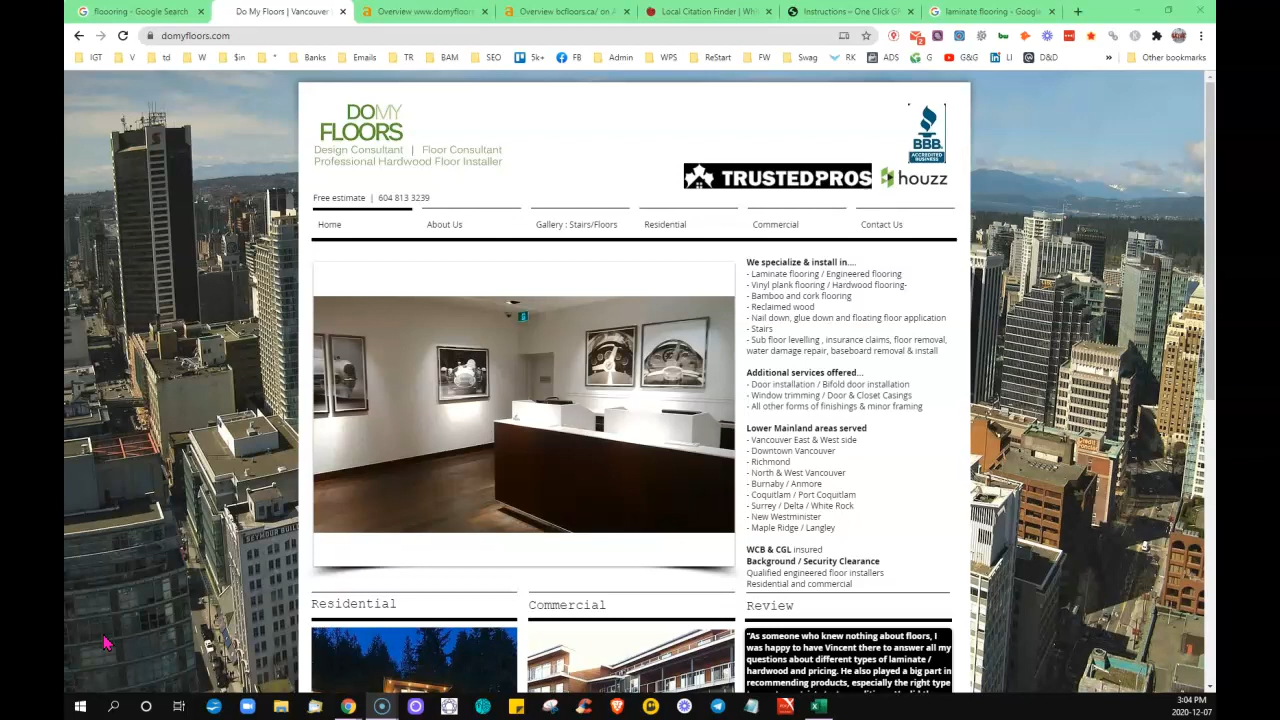 flooring - Google Search
Do My Floors | Vancouver
Overview www.domyfloors
Overview bcfloors.ca/ on A
Local Citation Finder | Whi
Instructions – One Click GP
laminate flooring - Google
domyfloors.com
IGT V td W $in * Banks Emails TR BAM SEO 5k+ FB Admin WPS ReStart FW Swag RK ADS G G&G LI D&D » Other bookmarks
DOMY
FLOORS
Design Consultant | Floor Consultant
Professional Hardwood Floor Installer
BBB
ACCREDITED
BUSINESS
TRUSTEDPROS houzz
Free estimate | 604 813 3239
Home About Us Gallery : Stairs/Floors Residential Commercial Contact Us
We specialize & install in....
- Laminate flooring / Engineered flooring
- Vinyl plank flooring / Hardwood flooring-
- Bamboo and cork flooring
- Reclaimed wood
- Nail down, glue down and floating floor application
- Stairs
- Sub floor levelling , insurance claims, floor removal,
water damage repair, baseboard removal & install
Additional services offered...
- Door installation / Bifold door installation
- Window trimming / Door & Closet Casings
- All other forms of finishings & minor framing
Lower Mainland areas served
- Vancouver East & West side
- Downtown Vancouver
- Richmond
- North & West Vancouver
- Burnaby / Anmore
- Coquitlam / Port Coquitlam
- Surrey / Delta / White Rock
- New Westminister
- Maple Ridge / Langley
WCB & CGL insured
Background / Security Clearance
Qualified engineered floor installers
Residential and commercial
SEYMOUR BUIL
Residential Commercial Review
"As someone who knew nothing about floors, I
was happy to have Vincent there to answer all my
questions about different types of laminate /
hardwood and pricing. He also played a big part in
recommending products, especially the right type
3:04 PM
2020-12-07